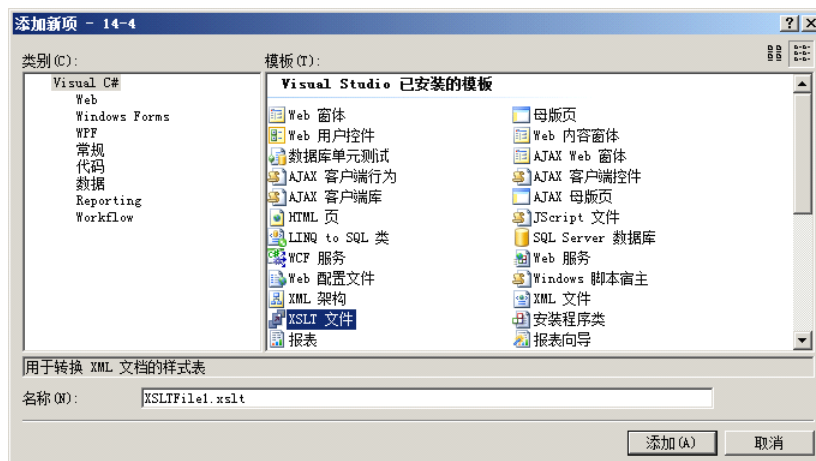 添加新项 - 14-4
类别(C):
模板(T):
Visual C#
Web
Windows Forms
WPF
常规
代码
数据
Reporting
Workflow
Visual Studio 已安装的模板
Web 窗体
母版页
Web 用户控件
Web 内容窗体
数据库单元测试
AJAX Web 窗体
AJAX 客户端行为
AJAX 客户端控件
AJAX 客户端库
AJAX 母版页
HTML 页
JScript 文件
LINQ to SQL 类
SQL Server 数据库
WCF 服务
Web 服务
Web 配置文件
Windows 脚本宿主
XML 架构
XML 文件
XSLT 文件
安装程序类
报表
报表向导
用于转换 XML 文档的样式表
名称(N):
XSLTFile1.xslt
添加(A)
取消